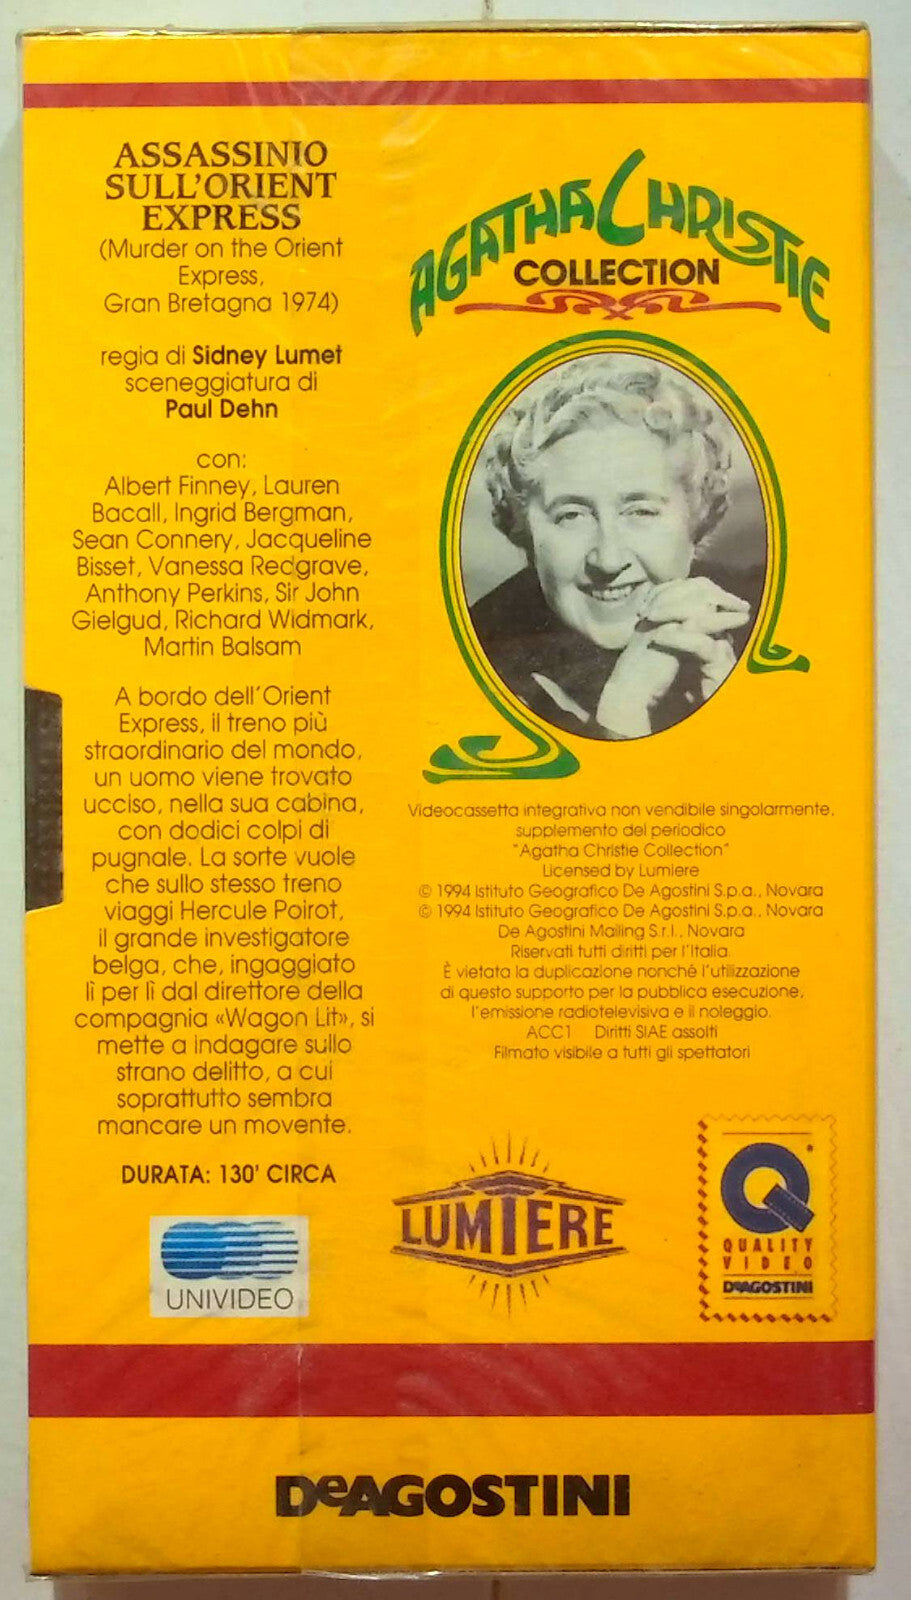 ASSASSINIO
SULL'ORIENT
EXPRESS
(Murder on the Orient
Express,
Gran Bretagna 1974)
regia di Sidney Lumet
sceneggiatura di
Paul Dehn
con:
Albert Finney, Lauren
Bacall, Ingrid Bergman,
Sean Connery, Jacqueline
Bisset, Vanessa Redgrave,
Anthony Perkins, Sir John
Gielgud, Richard Widmark,
Martin Balsam
A bordo dell'Orient
Express, il treno più
straordinario del mondo,
un uomo viene trovato
ucciso, nella sua cabina,
con dodici colpi di
pugnale. La sorte vuole
che sullo stesso treno
viaggi Hercule Poirot,
il grande investigatore
belga, che, ingaggiato
lì per lì dal direttore della
compagnia «Wagon Lit», si
mette a indagare sullo
strano delitto, a cui
soprattutto sembra
mancare un movente.
DURATA: 130' CIRCA
UNIVIDEO
AGATHA CHRISTIE
COLLECTION
Videocassetta integrativa non vendibile singolarmente,
supplemento del periodico
"Agatha Christie Collection"
Licensed by Lumiere
© 1994 Istituto Geografico De Agostini S.p.a., Novara
© 1994 Istituto Geografico De Agostini S.p.a., Novara
De Agostini Mailing S.r.l., Novara
Riservati tutti diritti per l'Italia.
È vietata la duplicazione nonché l'utilizzazione
di questo supporto per la pubblica esecuzione,
l'emissione radiotelevisiva e il noleggio.
ACC1 Diritti SIAE assolti
Filmato visibile a tutti gli spettatori
LUMIERE
QUALITY
VIDEO
DeAGOSTINI
DeAGOSTINI